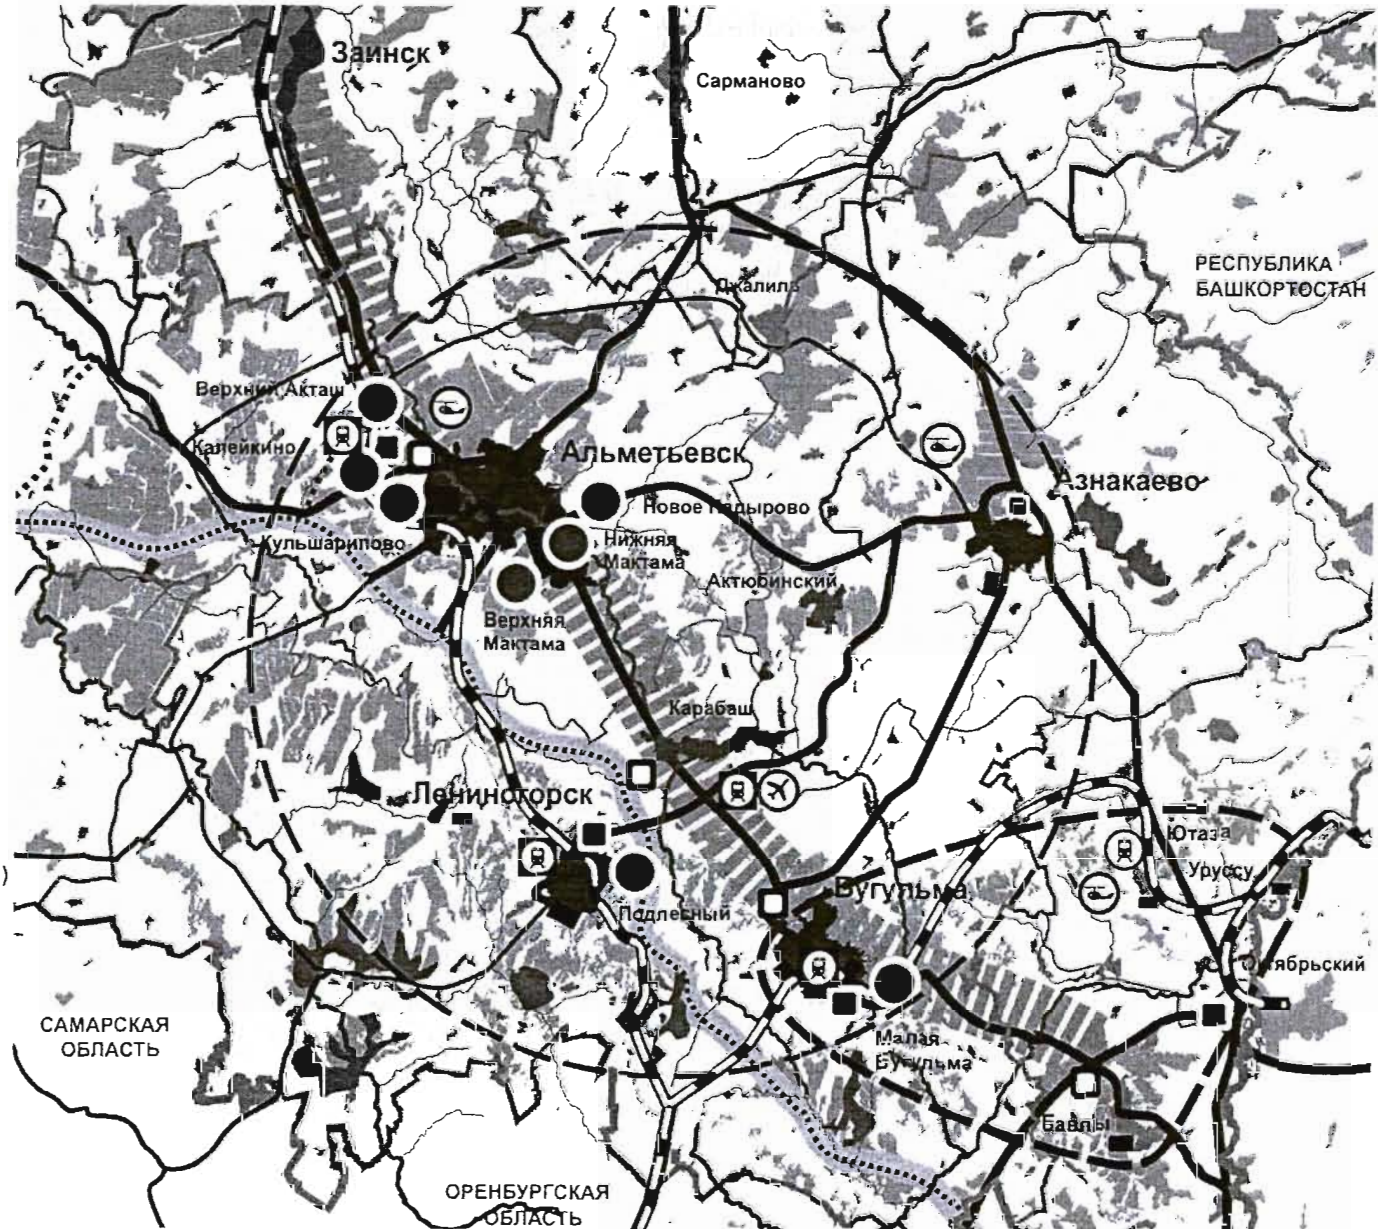 Заинск
Сарманово
РЕСПУБЛИКА
БАШКОРТОСТАН
Джалиль
Верхний Акташ
Калейкино
Альметьевск
Азнакаево
Новое Надырово
Кульшарипово
Нижняя
Мактама
Актюбинский
Верхняя
Мактама
Карабаш
Лениногорск
Ютаза
Уруссу
Бугульма
Подлесный
Октябрьский
САМАРСКАЯ
ОБЛАСТЬ
Малая
Бугульма
Бавлы
ОРЕНБУРГСКАЯ
ОБЛАСТЬ
)